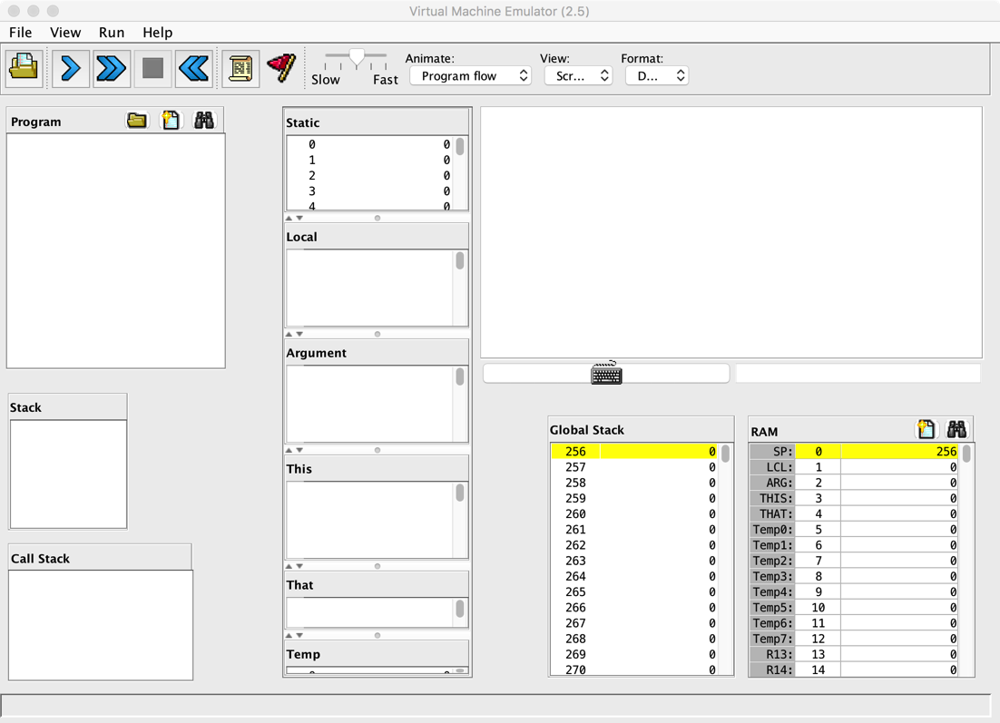 Virtual Machine Emulator (2.5)
File View Run Help
Animate: View: Format:
Slow Fast Program flow Scr... D...
Program
Static
0 0
1 0
2 0
3 0
4 0
Local
Argument
Stack
This
Call Stack
That
Temp
Global Stack
256 0
257 0
258 0
259 0
260 0
261 0
262 0
263 0
264 0
265 0
266 0
267 0
268 0
269 0
270 0
RAM
SP: 0 256
LCL: 1 0
ARG: 2 0
THIS: 3 0
THAT: 4 0
Temp0: 5 0
Temp1: 6 0
Temp2: 7 0
Temp3: 8 0
Temp4: 9 0
Temp5: 10 0
Temp6: 11 0
Temp7: 12 0
R13: 13 0
R14: 14 0